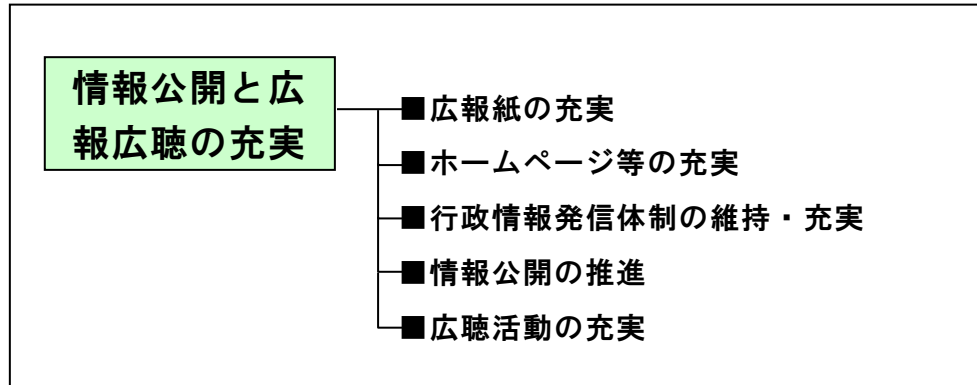 情報公開と広
報広聴の充実
■広報紙の充実
■ホームページ等の充実
■行政情報発信体制の維持・充実
■情報公開の推進
■広聴活動の充実